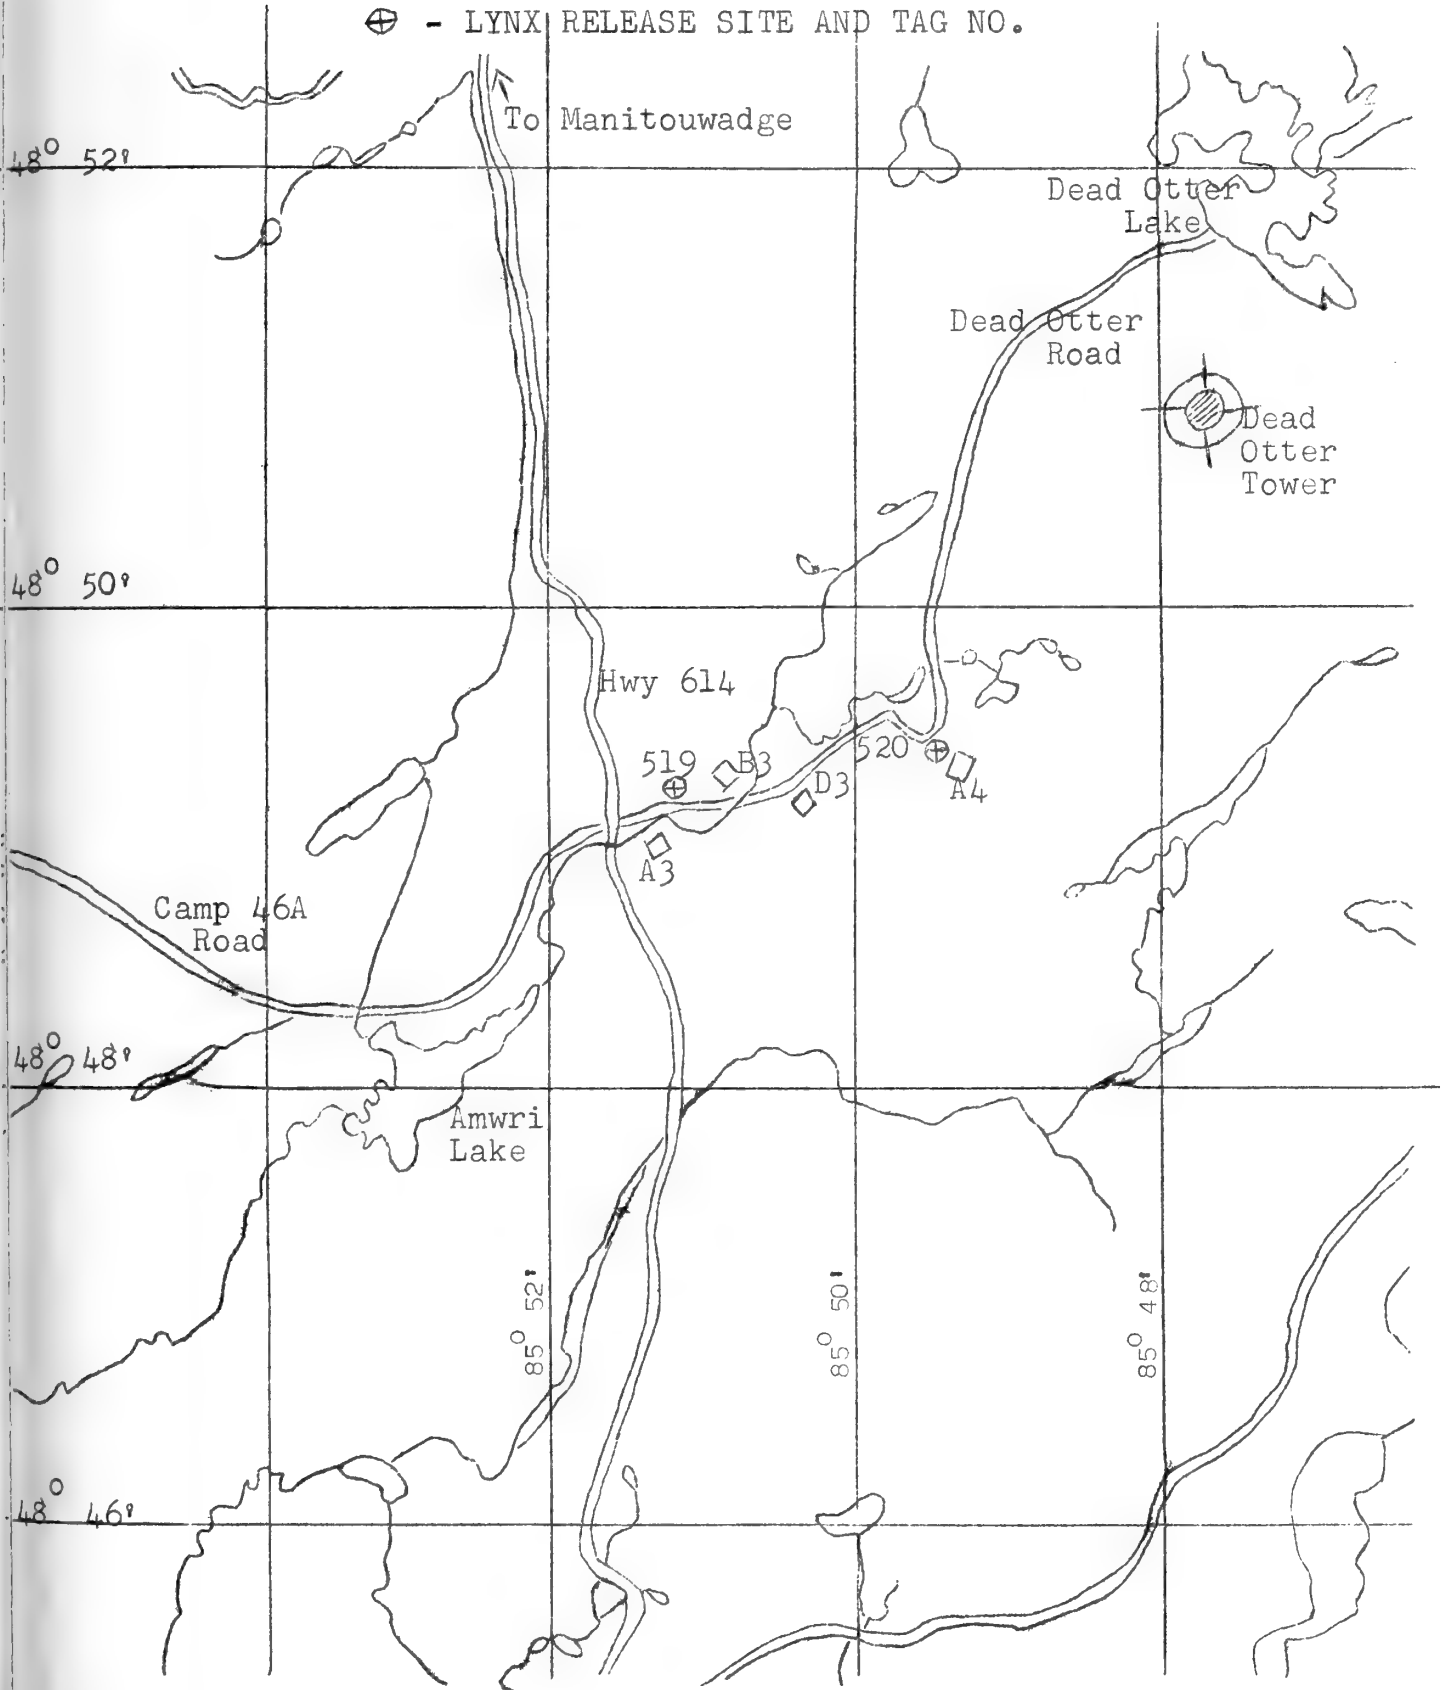 ⊕ - LYNX RELEASE SITE AND TAG NO.
To Manitouwadge
48° 52'
Dead Otter
Lake
Dead Otter
Road
Dead
Otter
Tower
48° 50'
Hwy 614
519
B3
520
D3
A4
A3
Camp 46A
Road
48° 48'
Amwri
Lake
85° 52'
85° 50'
85° 48'
48° 46'